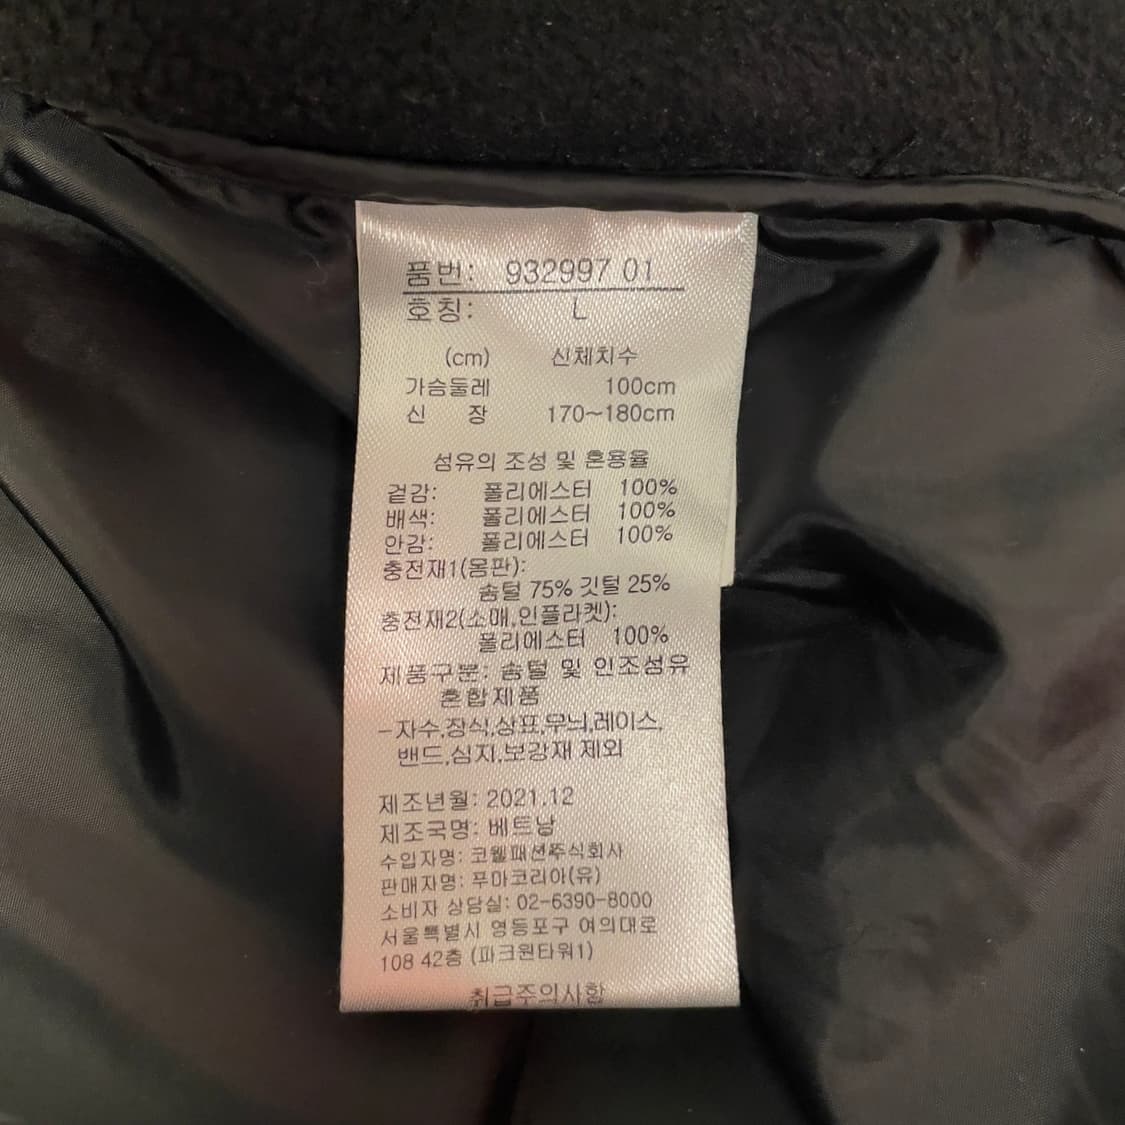 품번: 932997 01
호칭: L
(cm) 신체치수
가슴둘레 100cm
신 장 170~180cm
섬유의 조성 및 혼용율
겉감: 폴리에스터 100%
배색: 폴리에스터 100%
안감: 폴리에스터 100%
충전재1(몸판):
솜털 75% 깃털 25%
충전재2(소매,인플라켓):
폴리에스터 100%
제품구분: 솜털 및 인조섬유
혼합제품
-자수,장식,상표,무늬,레이스,
밴드,심지,보강재 제외
제조년월: 2021.12
제조국명: 베트남
수입자명: 코웰패션주식회사
판매자명: 푸마코리아(유)
소비자 상담실: 02-6390-8000
서울특별시 영등포구 여의대로
108 42층 (파크원타워1)
취급주의사항